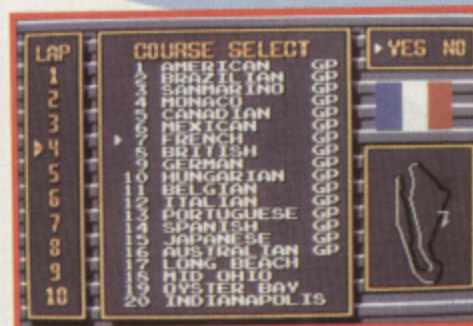 LAP
1
2
3
4
5
6
7
8
9
10
COURSE SELECT
1 AMERICAN GP
2 BRAZILIAN GP
3 SANMARINO GP
4 MONACO GP
5 CANADIAN GP
6 MEXICAN GP
7 FRENCH GP
8 BRITISH GP
9 GERMAN GP
10 HUNGARIAN GP
11 BELGIAN GP
12 ITALIAN GP
13 PORTUGUESE GP
14 SPANISH GP
15 JAPANESE GP
16 AUSTRALIAN GP
17 LONG BEACH
18 MID OHIO
19 OYSTER BAY
20 INDIANAPOLIS
YES NO